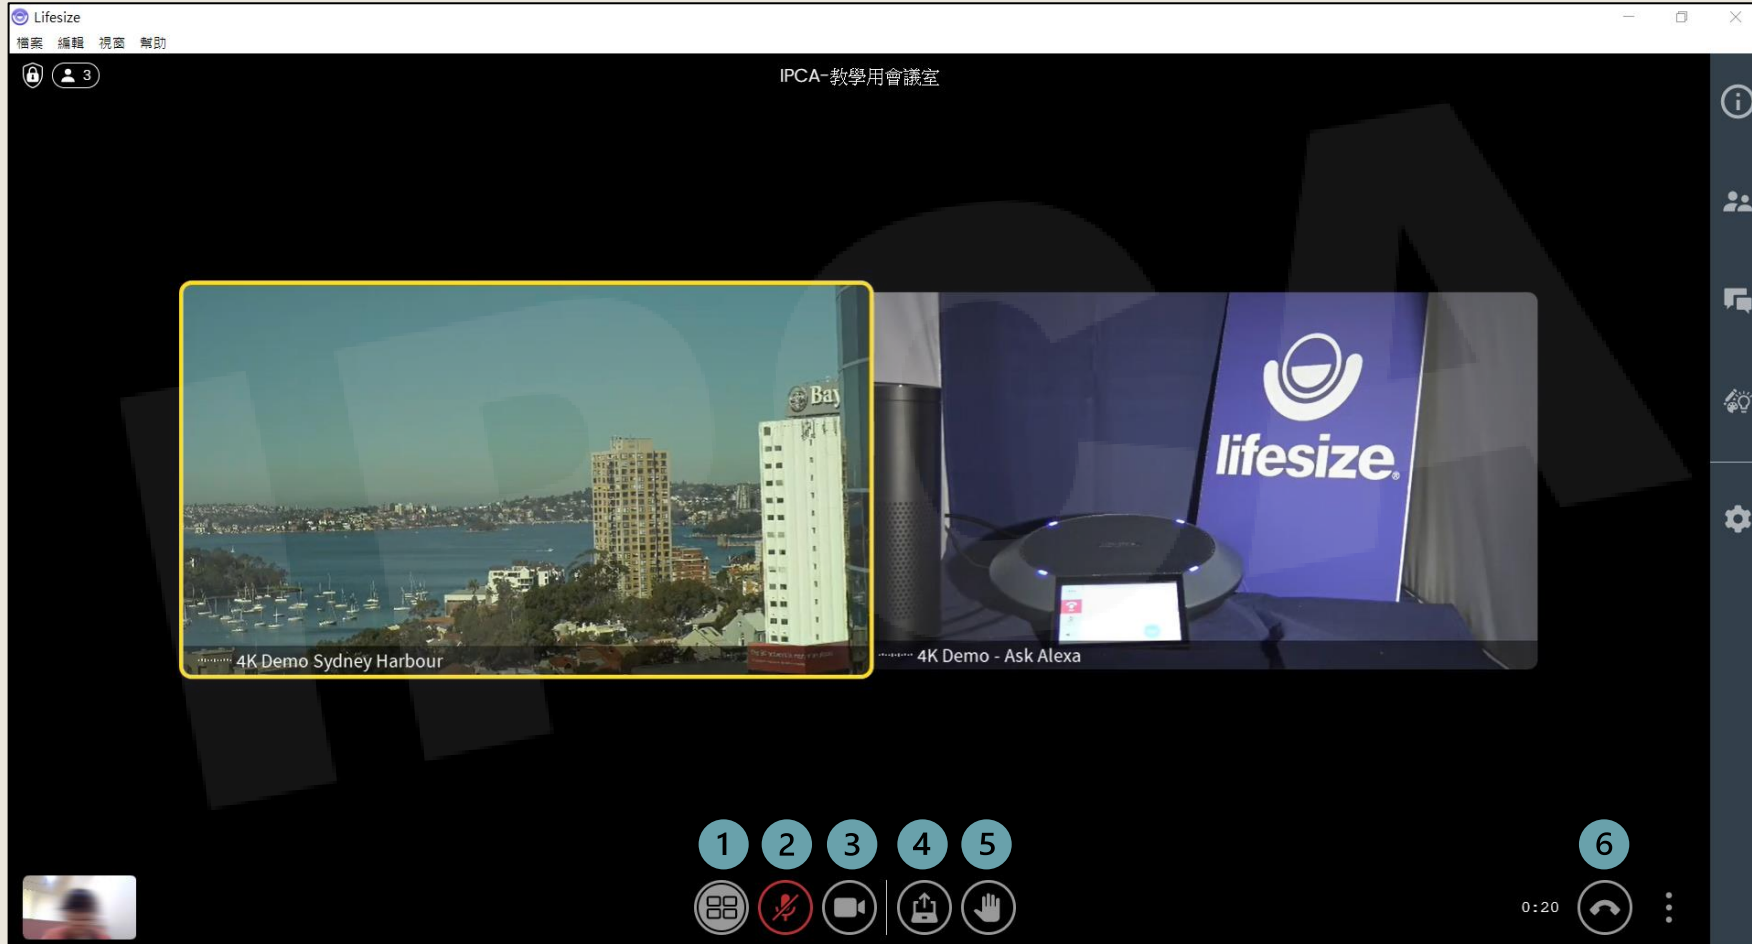 Lifesize
檔案 編輯 視窗 幫助
3
IPCA-教學用會議室
IPCA
Bay
lifesize
4K Demo Sydney Harbour
4K Demo - Ask Alexa
1 2 3 4 5 6
0:20